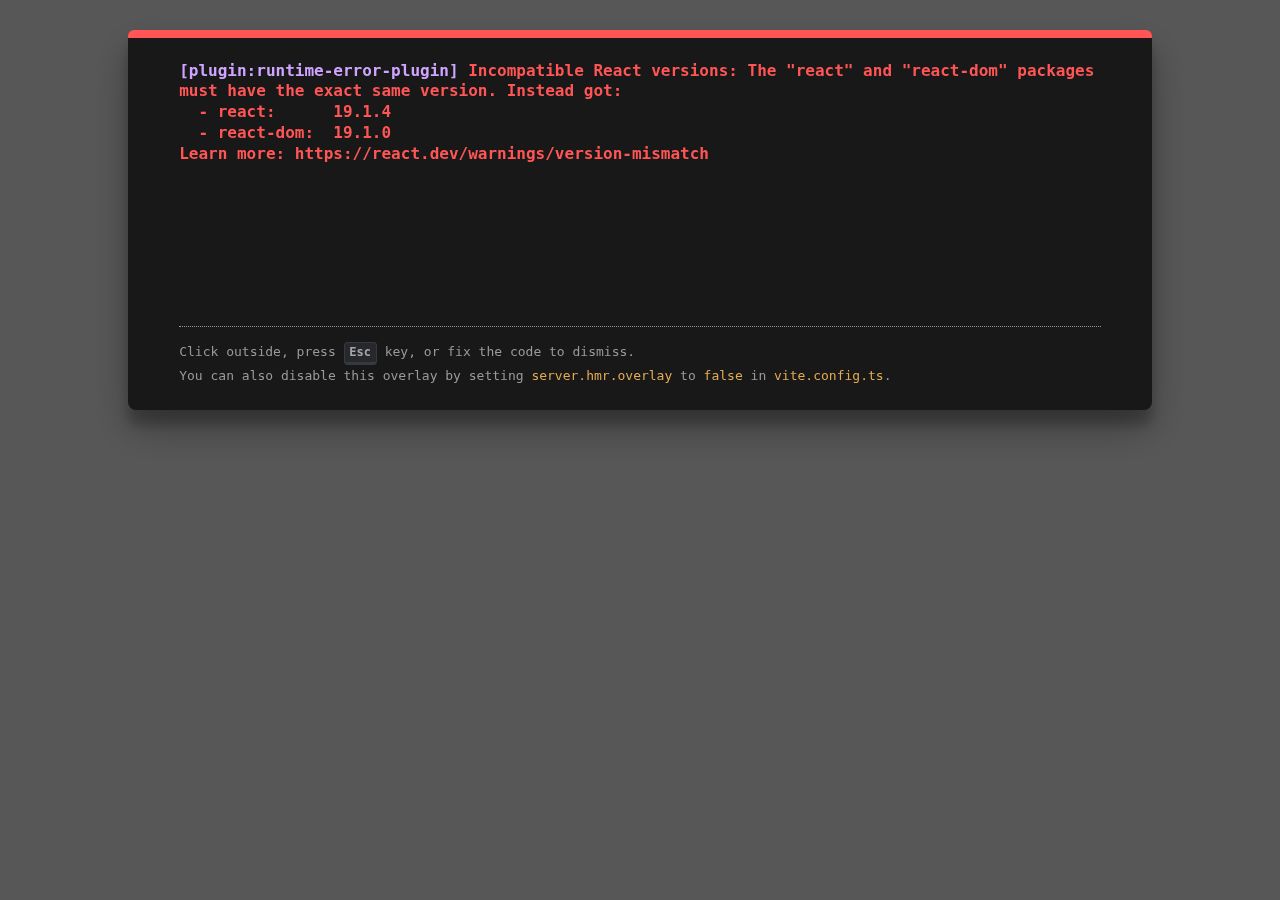 [plugin:runtime-error-plugin] Incompatible React versions: The "react" and "react-dom" packages
must have the exact same version. Instead got:
  - react:      19.1.4
  - react-dom:  19.1.0
Learn more: https://react.dev/warnings/version-mismatch
Click outside, press Esc key, or fix the code to dismiss.
You can also disable this overlay by setting server.hmr.overlay to false in vite.config.ts.